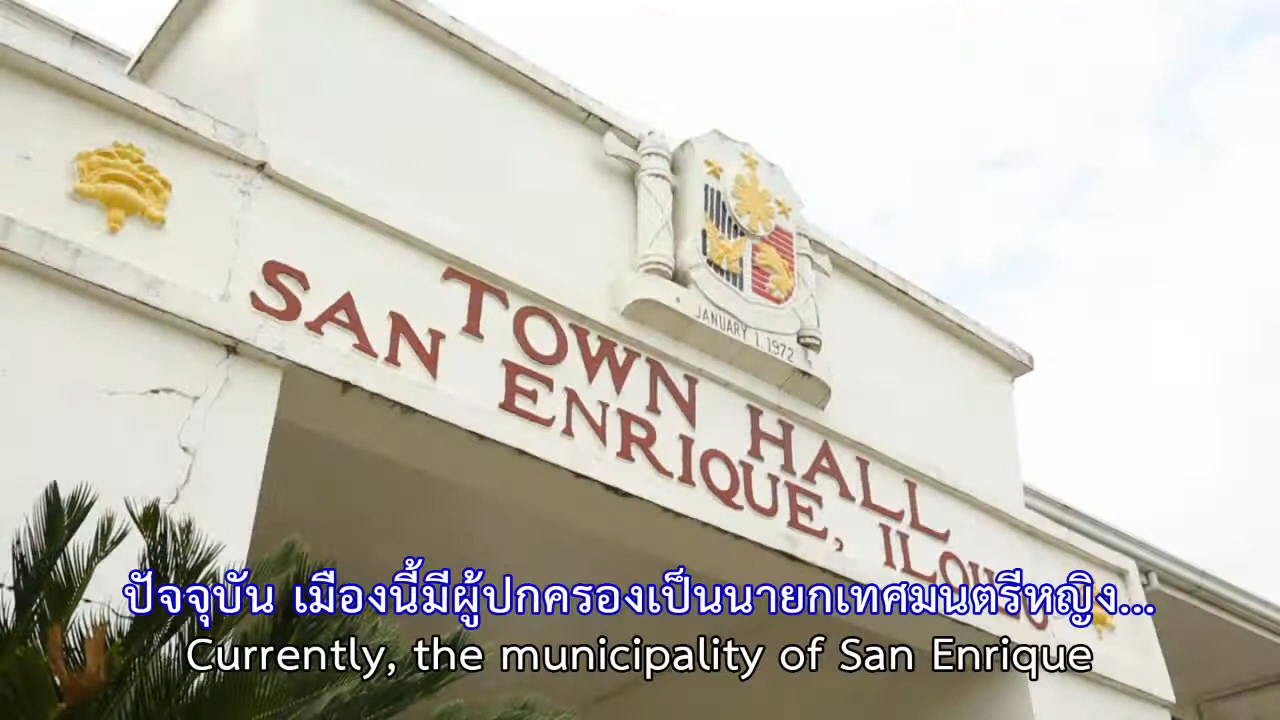 JANUARY 1, 1972
TOWN HALL
SAN ENRIQUE, ILOILO
ปัจจุบัน เมืองนี้มีผู้ปกครองเป็นนายกเทศมนตรีหญิง...
Currently, the municipality of San Enrique